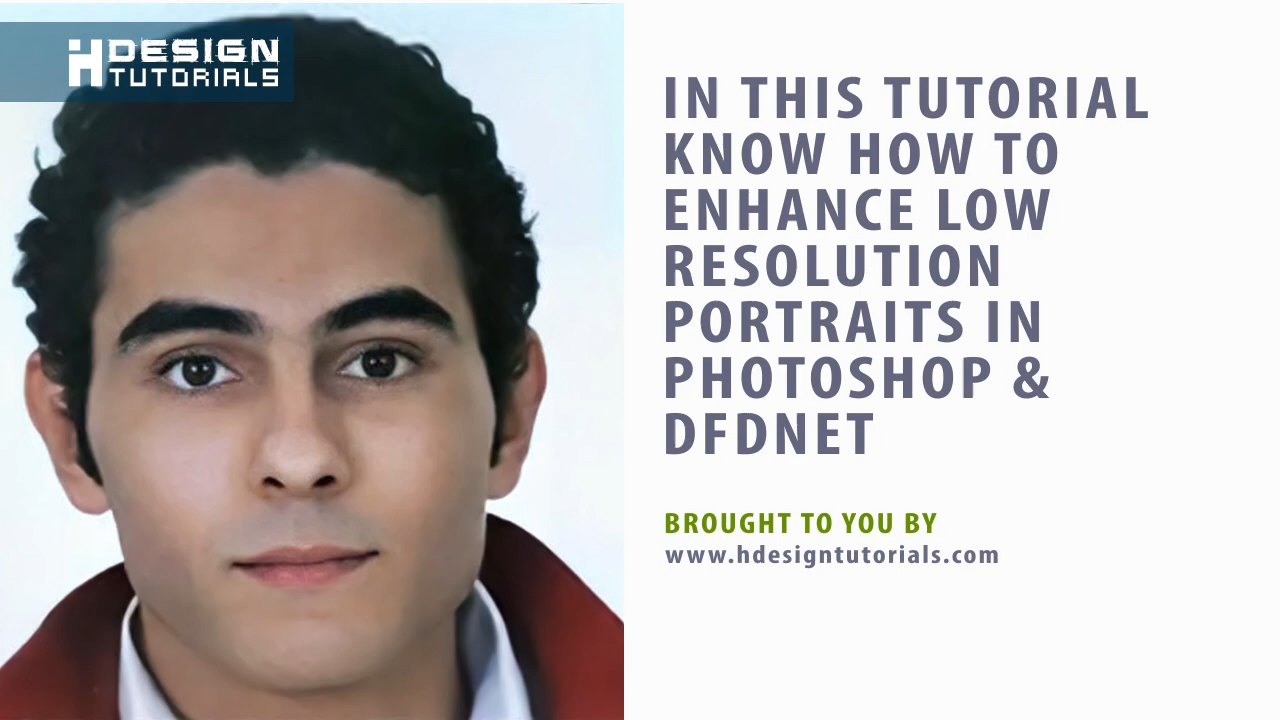 HDESIGN
TUTORIALS
IN THIS TUTORIAL
KNOW HOW TO
ENHANCE LOW
RESOLUTION
PORTRAITS IN
PHOTOSHOP &
DFDNET
BROUGHT TO YOU BY
www.hdesigntutorials.com